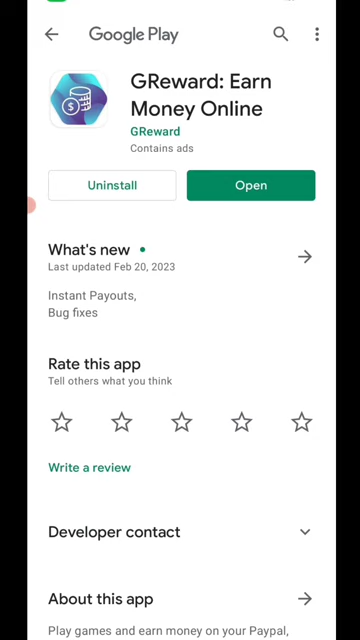 Google Play
GReward: Earn
Money Online
GReward
Contains ads
Uninstall
Open
What's new
Last updated Feb 20, 2023
Instant Payouts,
Bug fixes
Rate this app
Tell others what you think
Write a review
Developer contact
About this app
Play games and earn money on your Paypal,